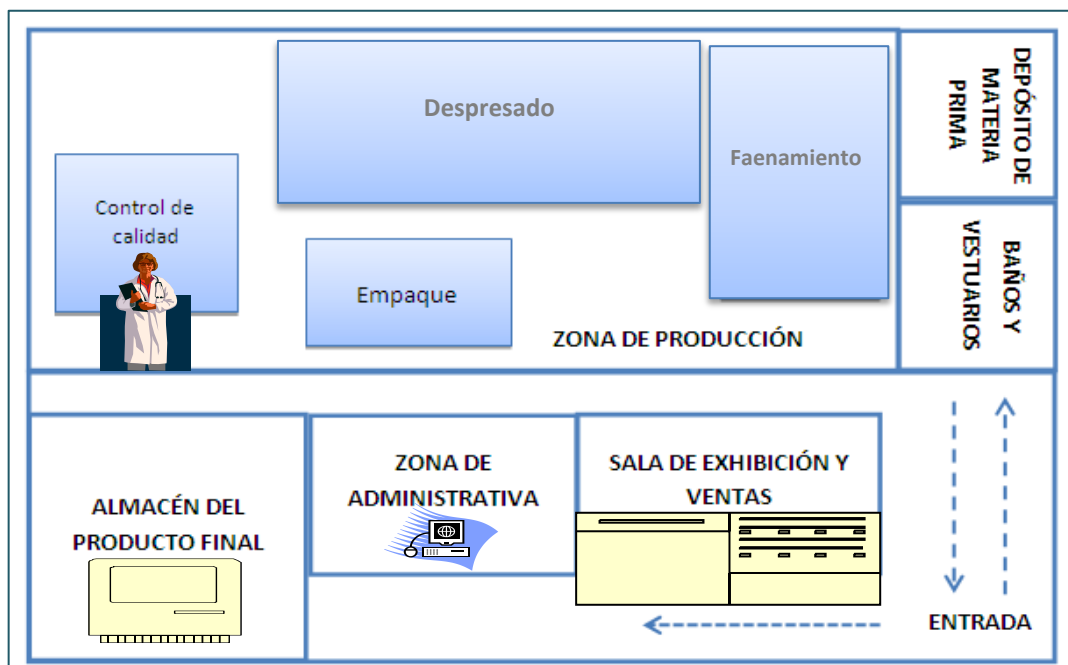 Despresado
Faenamiento
DEPÓSITO DE
MATERIA
PRIMA
Control de
calidad
Empaque
BAÑOS Y
VESTUARIOS
ZONA DE PRODUCCIÓN
ALMACÉN DEL
PRODUCTO FINAL
ZONA DE
ADMINISTRATIVA
SALA DE EXHIBICIÓN Y
VENTAS
ENTRADA